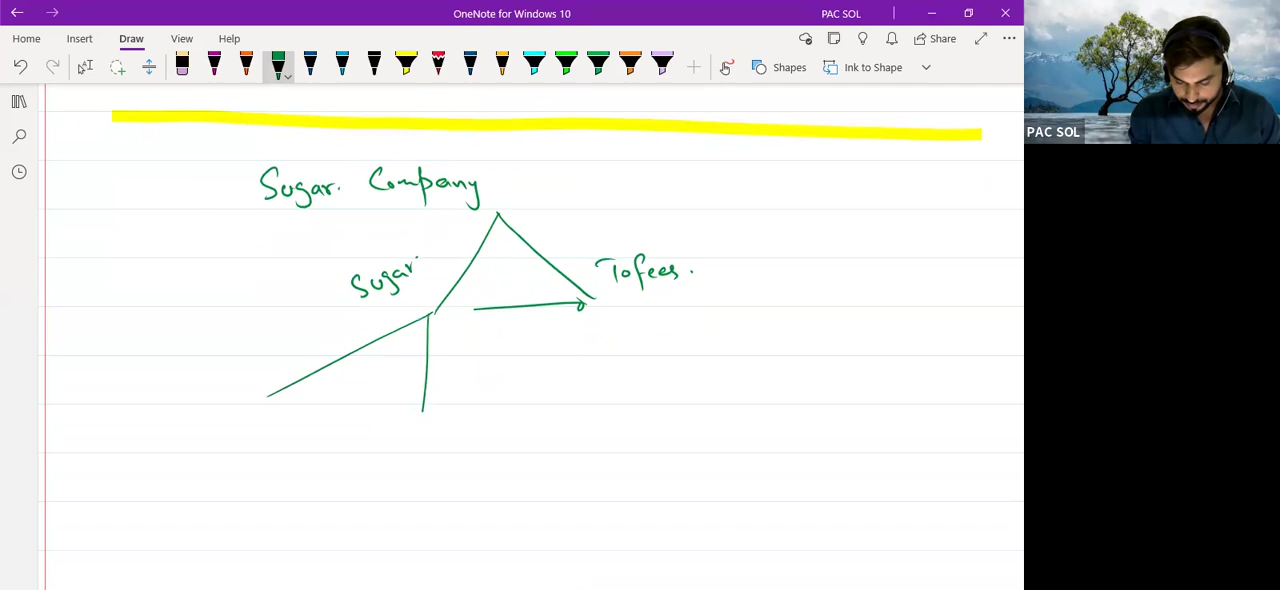 OneNote for Windows 10
PAC SOL
Home Insert Draw View Help
Share
Shapes
Ink to Shape
PAC SOL
Sugar. Company
Sugar.
Tofees.